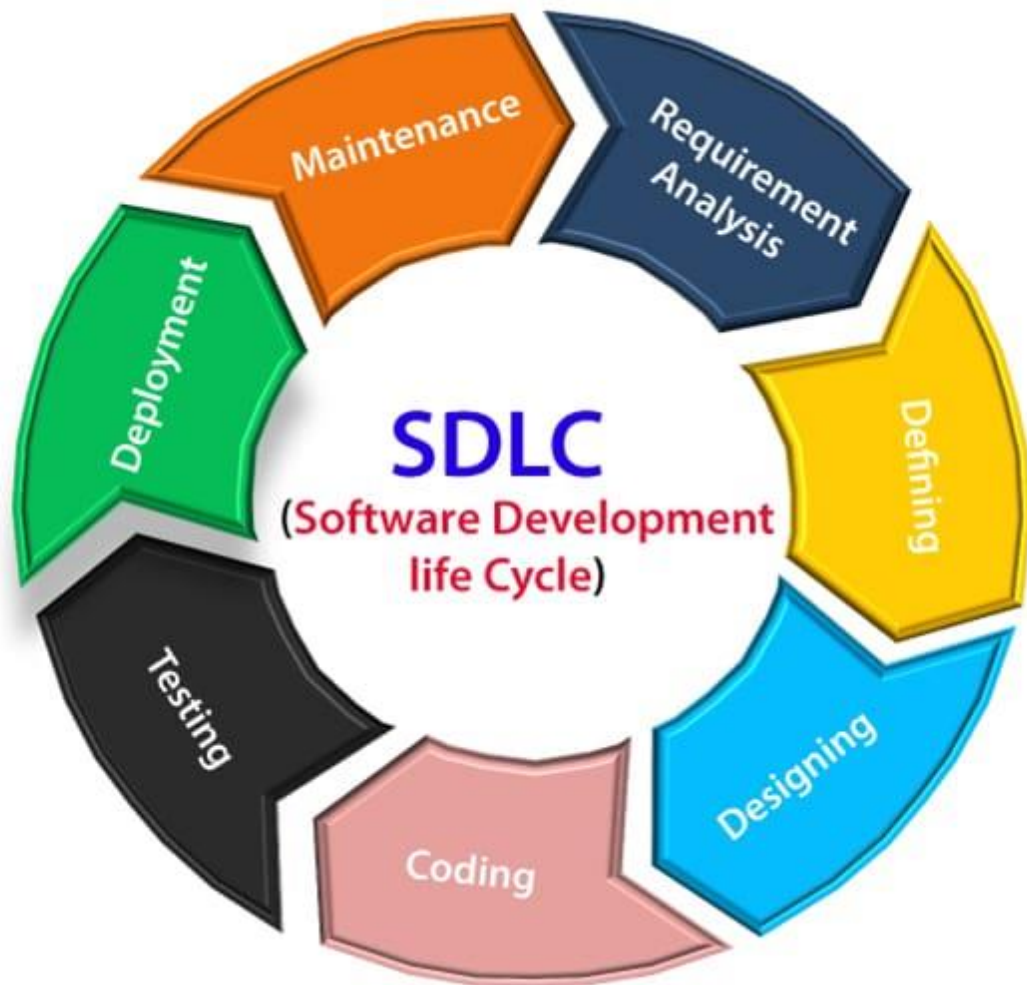 SDLC
(Software Development
life Cycle)
Requirement
Analysis
Defining
Designing
Coding
Testing
Deployment
Maintenance